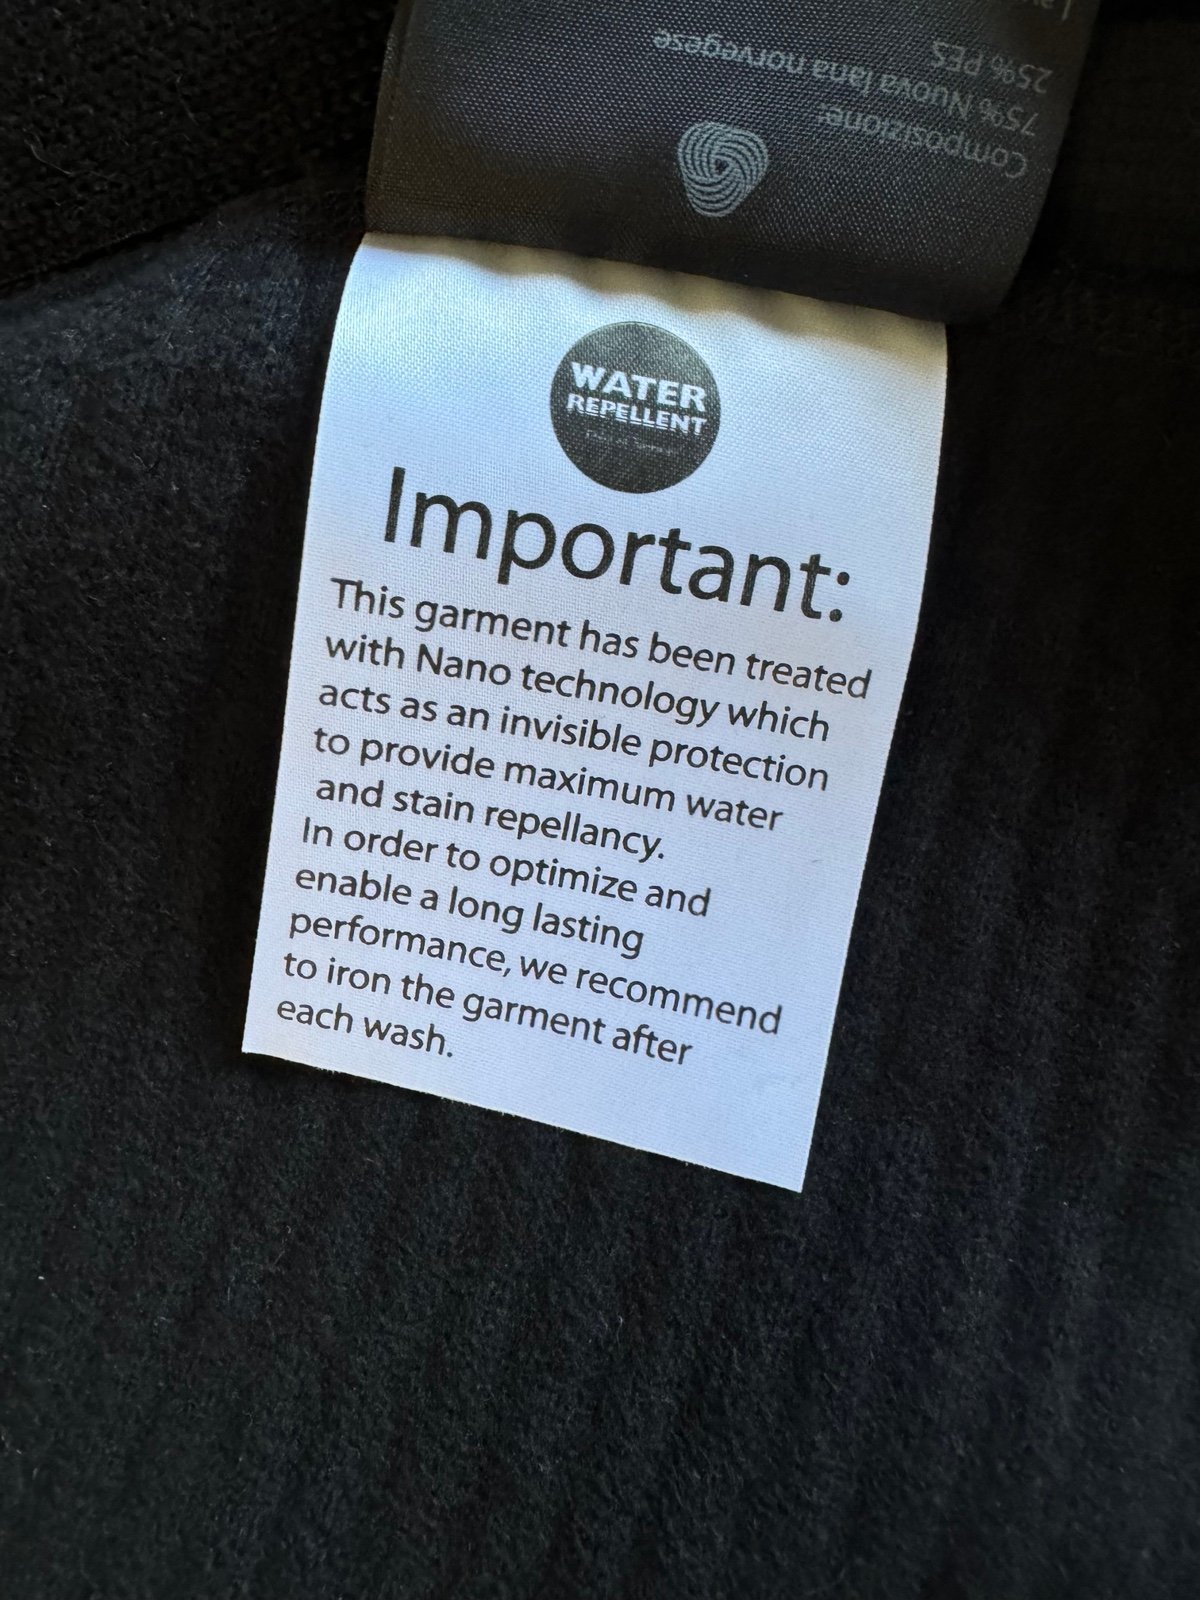 Composizione:
75% Nuova lana norvegese
25% PES
WATER
REPELLENT
Important:
This garment has been treated
with Nano technology which
acts as an invisible protection
to provide maximum water
and stain repellancy.
In order to optimize and
enable a long lasting
performance, we recommend
to iron the garment after
each wash.